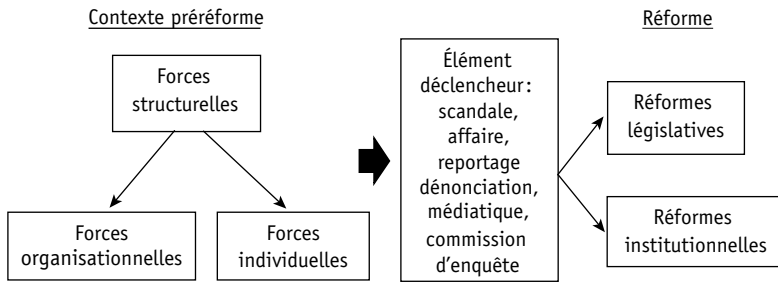 Contexte préréforme
Réforme
Forces
structurelles
Forces
organisationnelles
Forces
individuelles
Élément
déclencheur:
scandale,
affaire,
reportage
dénonciation,
médiatique,
commission
d'enquête
Réformes
législatives
Réformes
institutionnelles